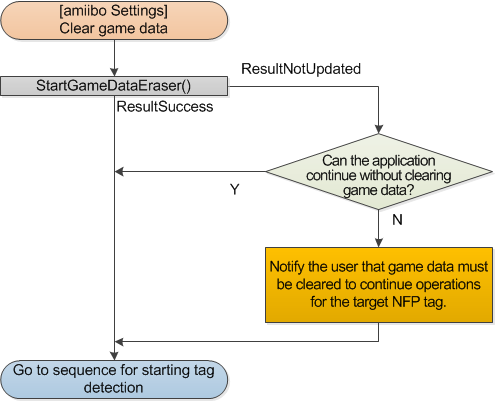 [amiibo Settings]
Clear game data
ResultNotUpdated
StartGameDataEraser()
ResultSuccess
Can the application
continue without clearing
game data?
Y
N
Notify the user that game data must
be cleared to continue operations
for the target NFP tag.
Go to sequence for starting tag
detection